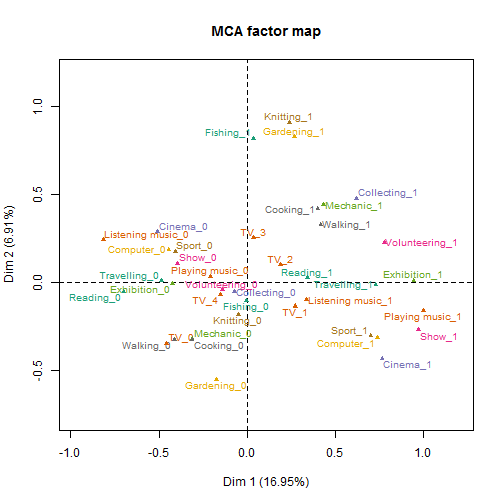 MCA factor map
Dim 2 (6.91%)
1.0
0.5
0.0
-0.5
Knitting_1
Fishing_1
Gardening_1
Collecting_1
Mechanic_1
Cooking_1
Walking_1
Cinema_0
Listening music_0
TV_3
Volunteering_1
Sport_0
Computer_0
Show_0
TV_2
Playing music_0
Travelling_0
Reading_1
Exhibition_1
Exhibition_0
Volunteering_0
Travelling_1
Reading_0
Collecting_0
TV_4
Listening music_1
Fishing_0
TV_1
Playing music_1
Knitting_0
Mechanic_0
Sport_1
TV_0
Show_1
Walking_0
Cooking_0
Computer_1
Cinema_1
Gardening_0
-1.0
-0.5
0.0
0.5
1.0
Dim 1 (16.95%)